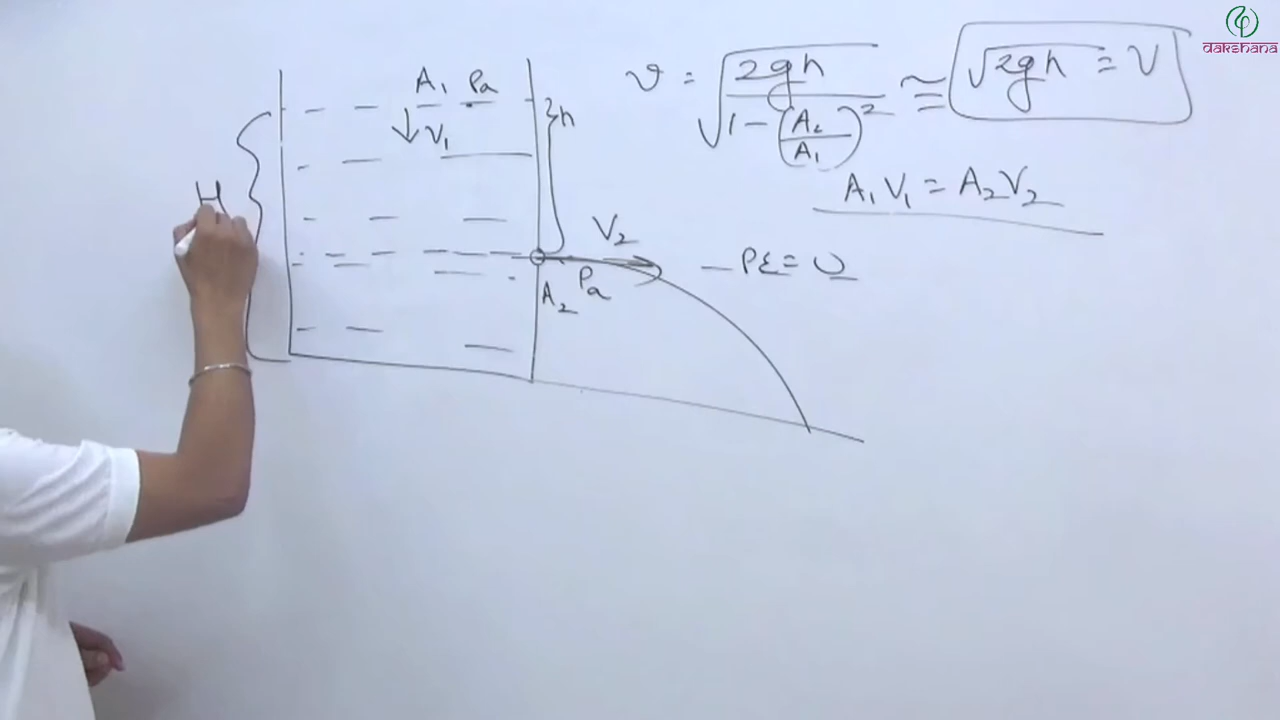 dakshana
A₁ Pa
↓ V₁
h
H
V₂
Pa
A₂
v = √(2gh / 1 - (A₂/A₁)²) ≅ √2gh = V
A₁V₁ = A₂V₂
— PE = 0